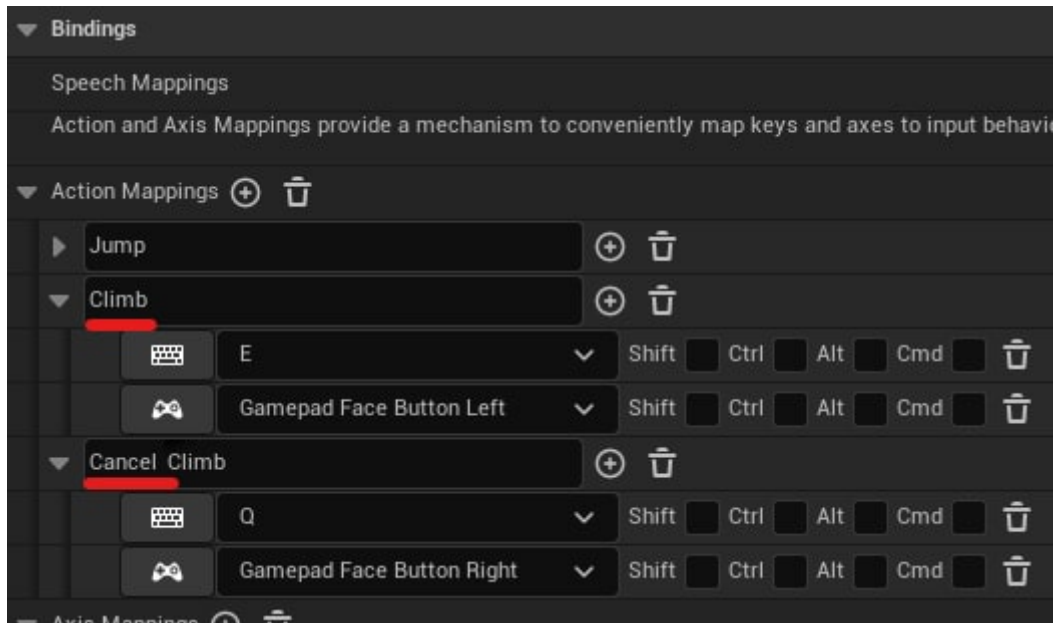 Bindings
Speech Mappings
Action and Axis Mappings provide a mechanism to conveniently map keys and axes to input behavi
Action Mappings
Jump
Climb
E Shift Ctrl Alt Cmd
Gamepad Face Button Left Shift Ctrl Alt Cmd
Cancel Climb
Q Shift Ctrl Alt Cmd
Gamepad Face Button Right Shift Ctrl Alt Cmd
Axis Mappings